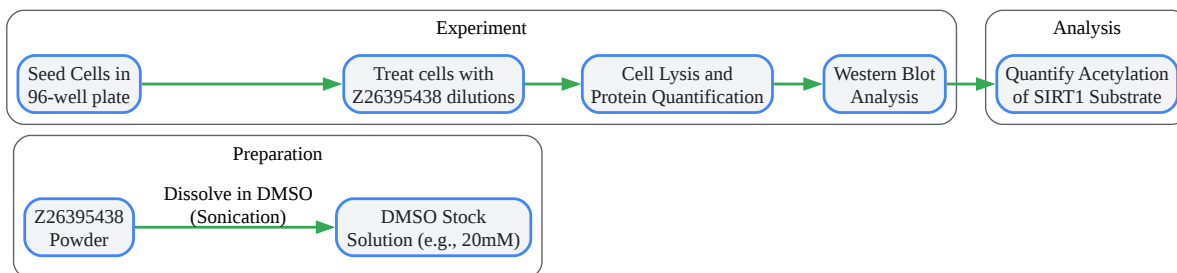 Experiment
Seed Cells in
96-well plate
Treat cells with
Z26395438 dilutions
Cell Lysis and
Protein Quantification
Western Blot
Analysis
Analysis
Quantify Acetylation
of SIRT1 Substrate
Preparation
Z26395438
Powder
Dissolve in DMSO
(Sonication)
DMSO Stock
Solution (e.g., 20mM)